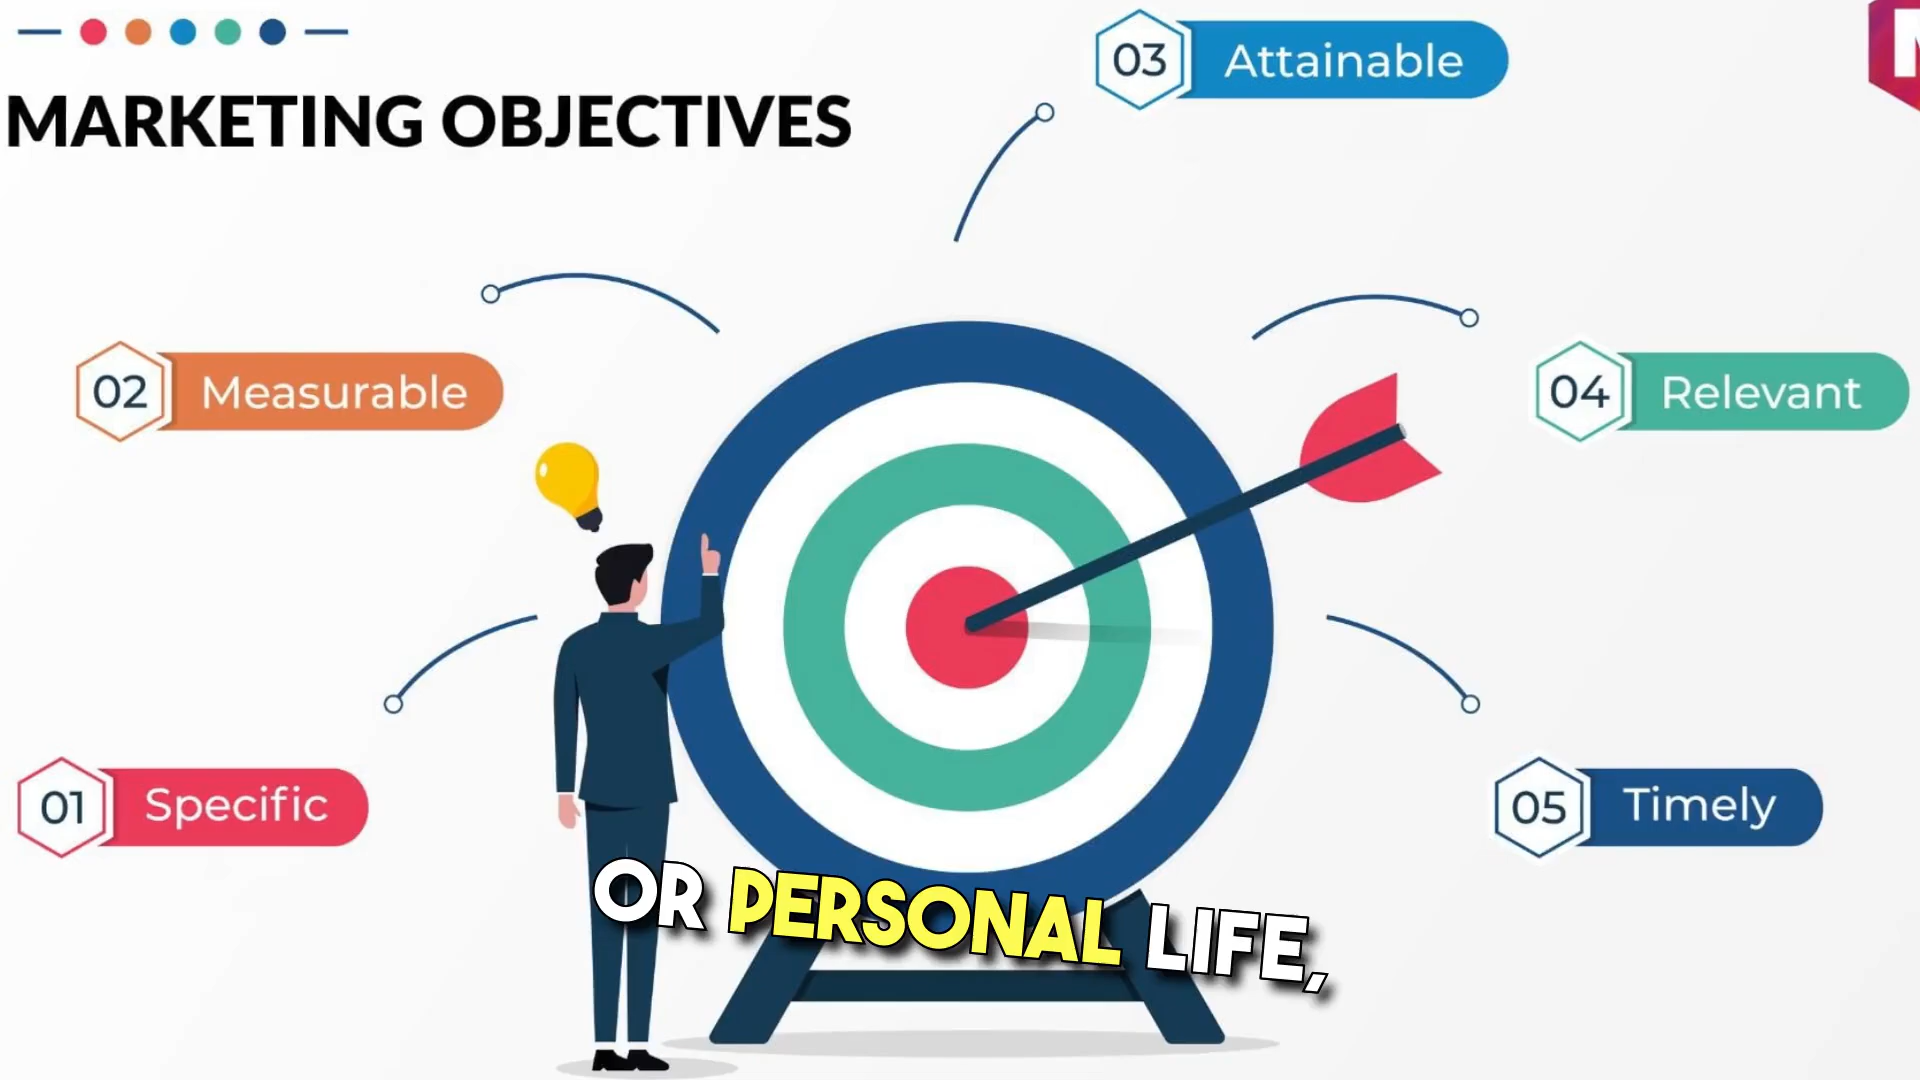 MARKETING OBJECTIVES
03 Attainable
02 Measurable
04 Relevant
01 Specific
05 Timely
OR PERSONAL LIFE,